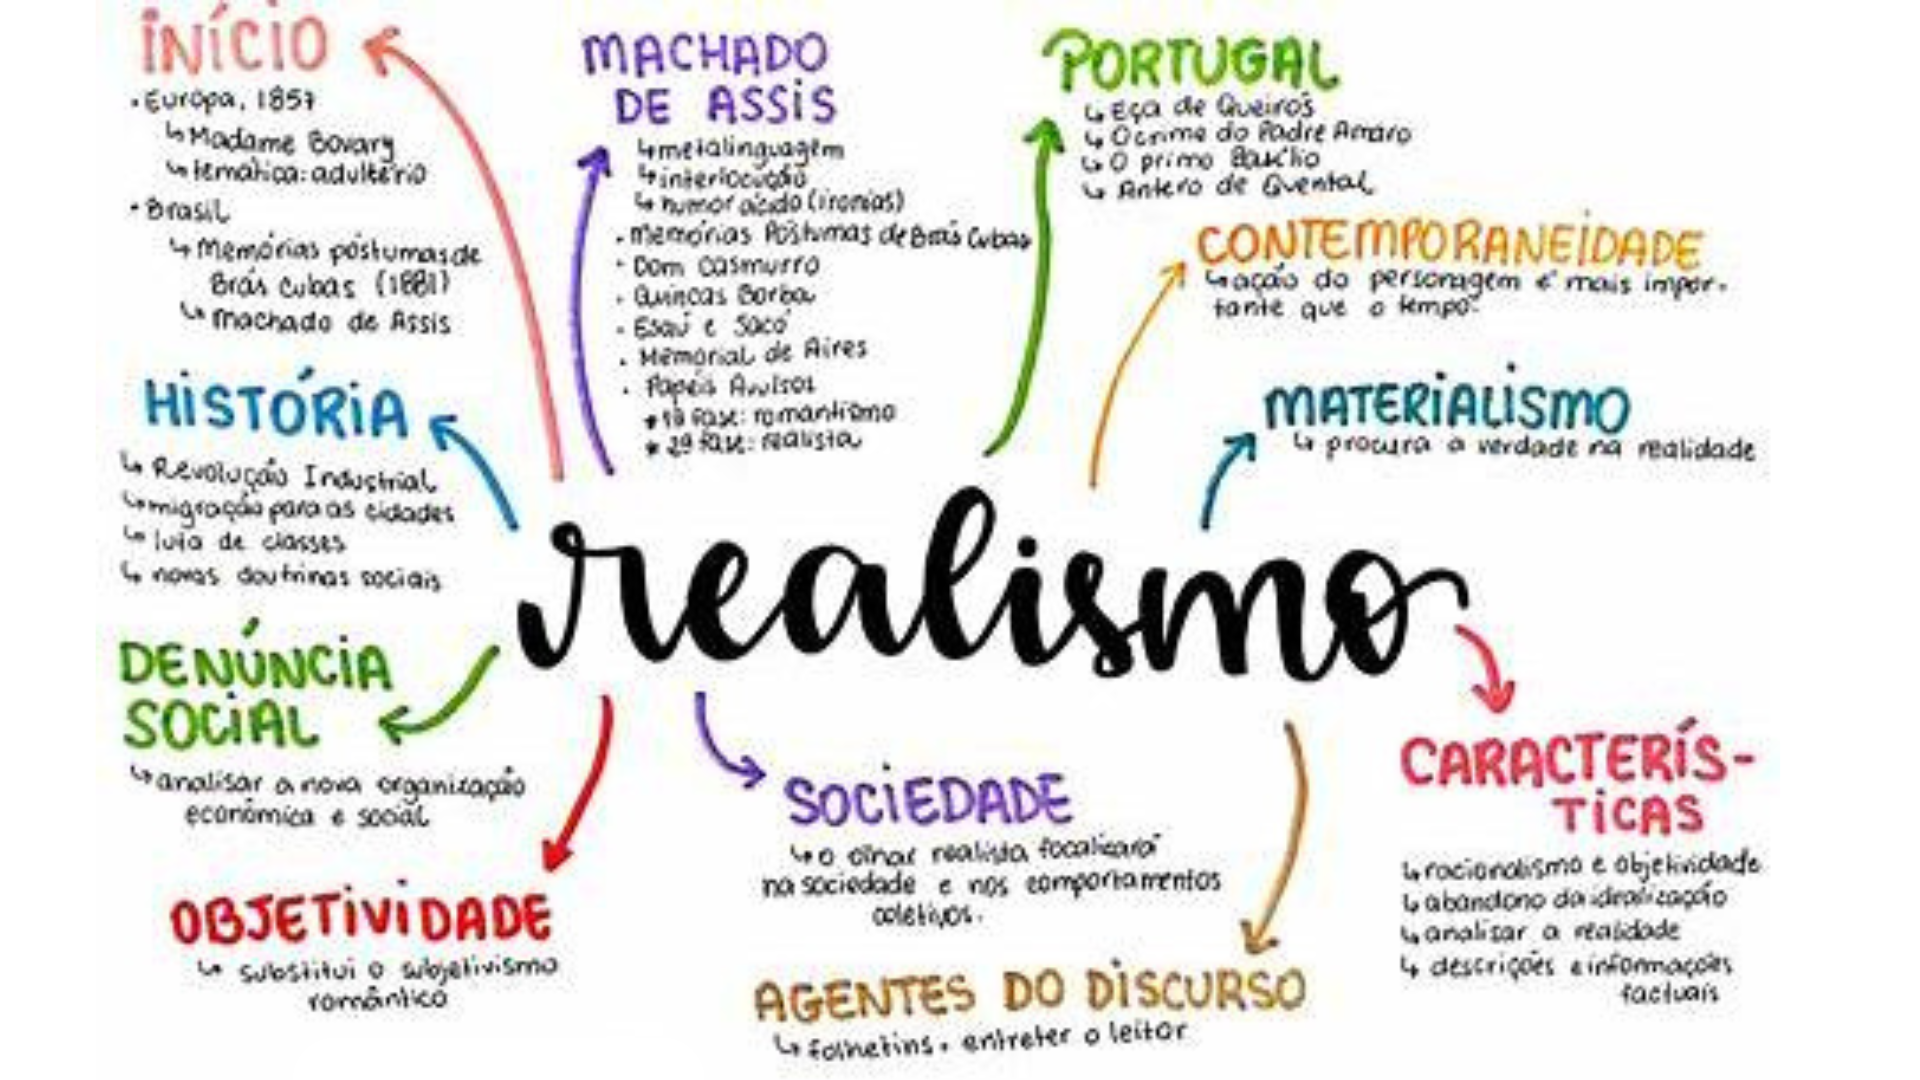 INÍCIO
• Europa, 1857
↳ Madame Bovary
↳ temática: adultério
• Brasil
↳ Memórias póstumas de
Brás Cubas (1881)
↳ machado de Assis
MACHADO
DE ASSIS
↳ metalinguagem
↳ interlocução
↳ humor ácido (ironias)
• Memórias Póstumas de Brás Cubas
• Dom Casmurro
• Quincas Borba
• Esaú e Jacó
• Memorial de Aires
• Papéis Avulsos
* 1ª fase: romantismo
* 2ª fase: realista
PORTUGAL
↳ Eça de Queirós
↳ O crime do Padre Amaro
↳ O primo Basílio
↳ Antero de Quental
CONTEMPORANEIDADE
↳ ação do personagem é mais impor-
tante que o tempo.
MATERIALISMO
↳ procura a verdade na realidade
HISTÓRIA
↳ Revolução Industrial
↳ migração para as cidades
↳ luta de classes
↳ novas doutrinas sociais
realismo
DENÚNCIA
SOCIAL
↳ analisar a nova organização
econômica e social
OBJETIVIDADE
↳ substitui o subjetivismo
romântico
SOCIEDADE
↳ o olhar realista focalizará
na sociedade e nos comportamentos
coletivos.
AGENTES DO DISCURSO
↳ folhetins. entreter o leitor
CARACTERÍS-
TICAS
↳ racionalismo e objetividade
↳ abandono da idealização
↳ analisar a realidade
↳ descrições e informações
factuais